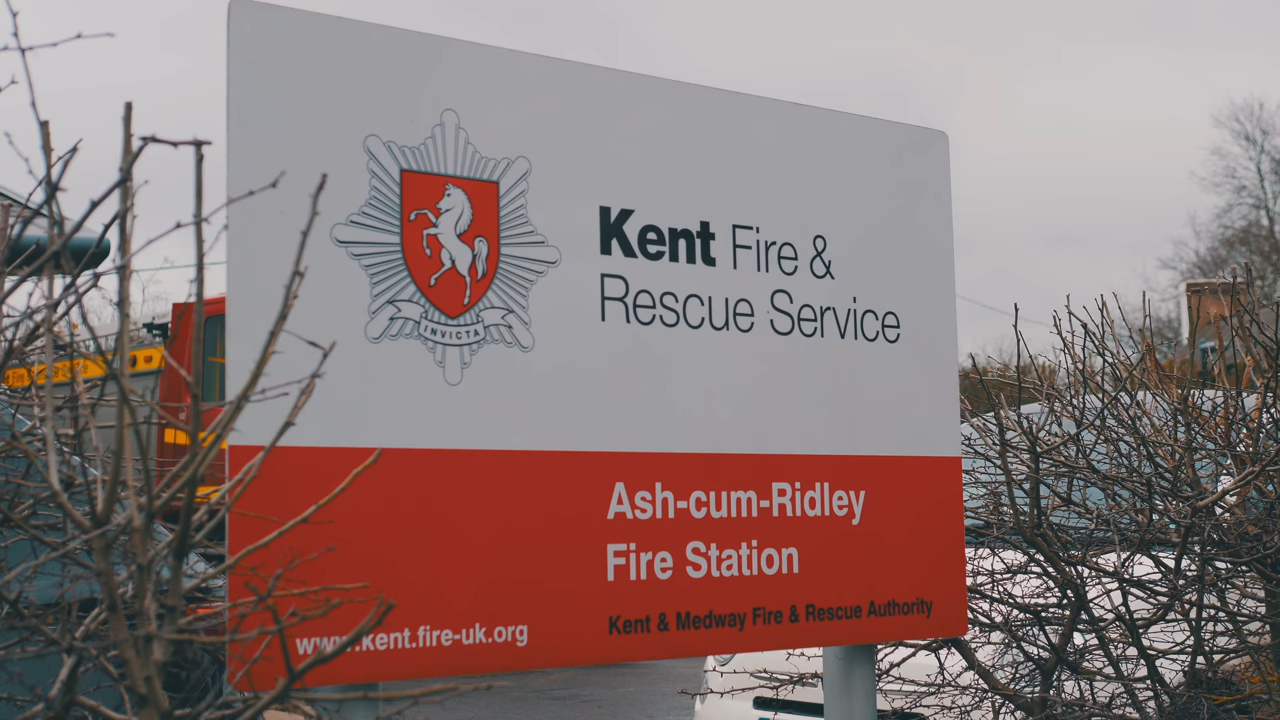 INVICTA
Kent Fire &
Rescue Service
Ash-cum-Ridley
Fire Station
Kent & Medway Fire & Rescue Authority
www.kent.fire-uk.org